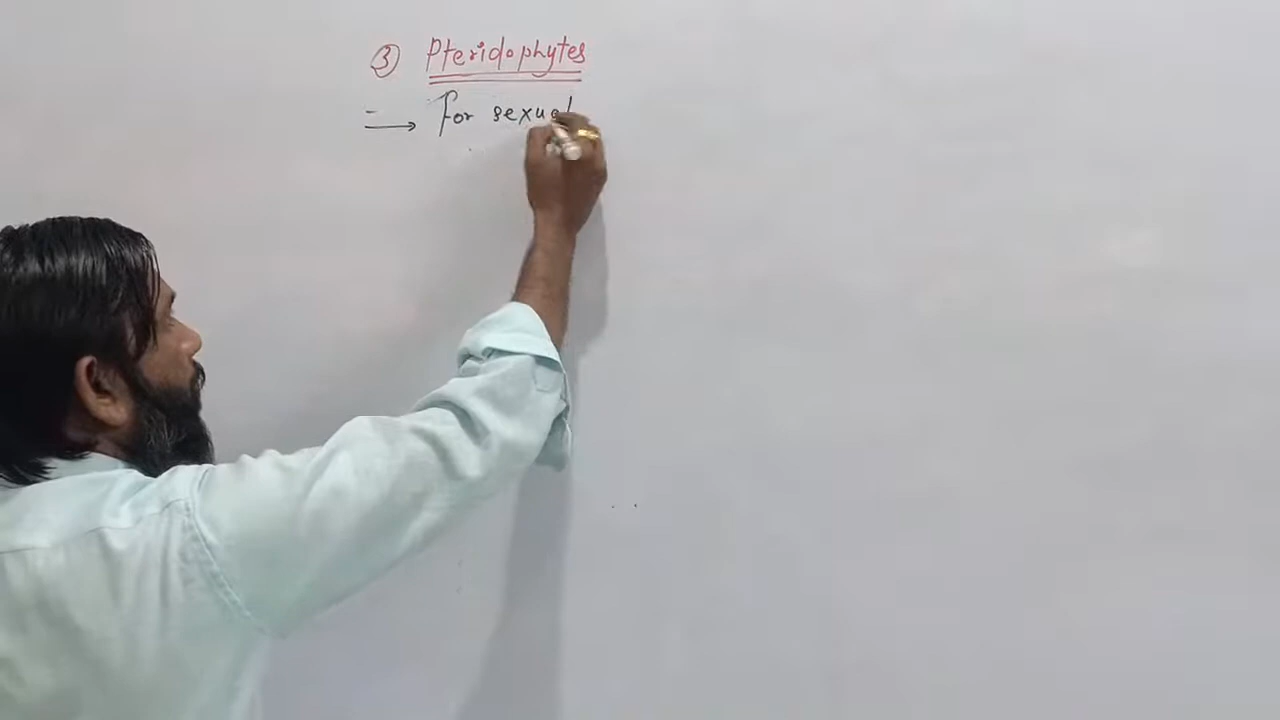 ③ Pteridophytes
→ For sexual